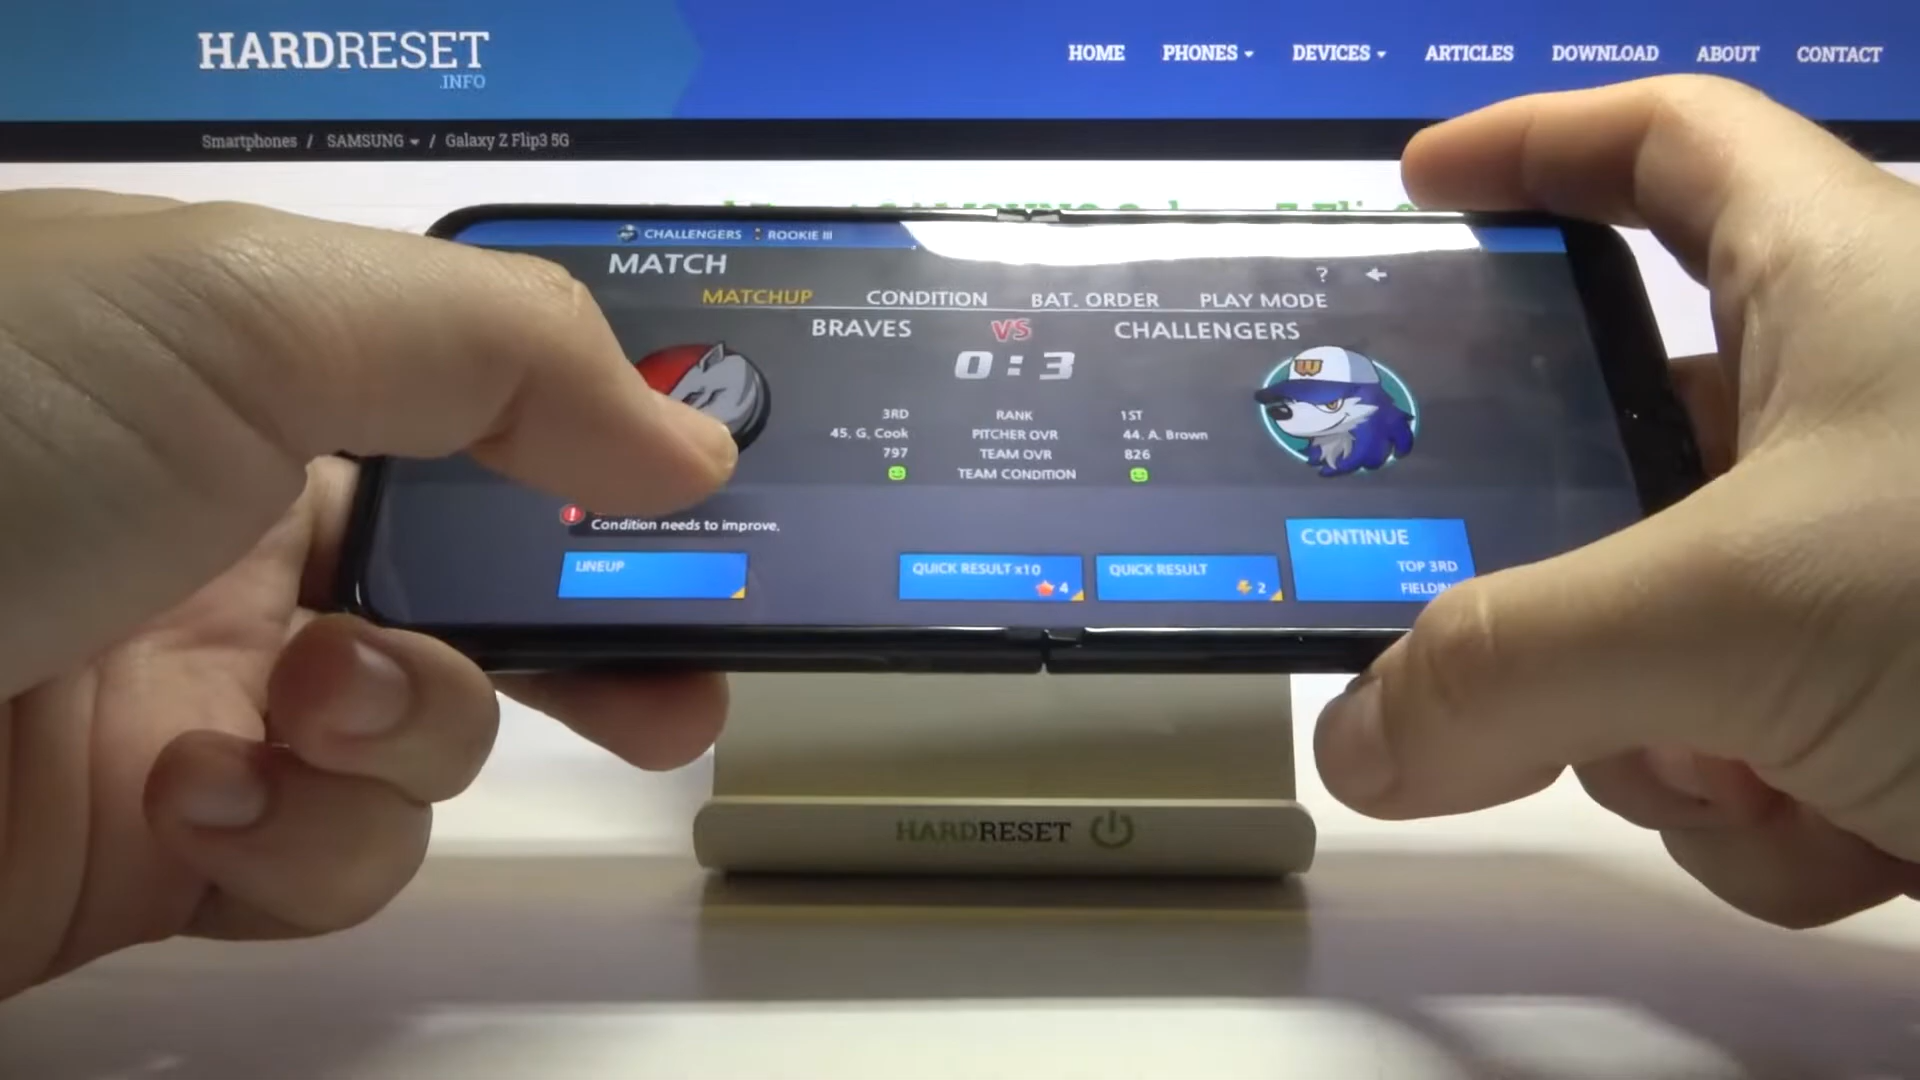 HARDRESET
.INFO
HOME PHONES DEVICES ARTICLES DOWNLOAD ABOUT CONTACT
Smartphones / SAMSUNG / Galaxy Z Flip3 5G
CHALLENGERS : ROOKIE III
MATCH
?
MATCHUP CONDITION BAT. ORDER PLAY MODE
BRAVES VS CHALLENGERS
0 : 3
W
3RD RANK 1ST
45. G. Cook PITCHER OVR 44. A. Brown
797 TEAM OVR 826
TEAM CONDITION
! Condition needs to improve.
LINEUP
QUICK RESULT x10
4
QUICK RESULT
2
CONTINUE
TOP 3RD
HARDRESET